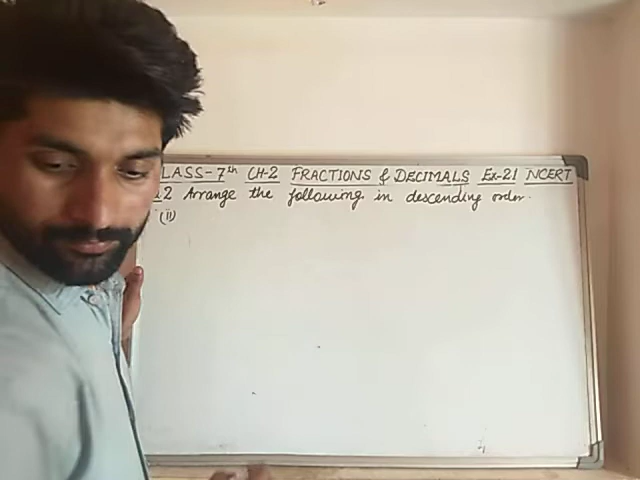 LASS-7th CH-2 FRACTIONS & DECIMALS Ex-2.1 NCERT
2 Arrange the following in descending order.
(ii)